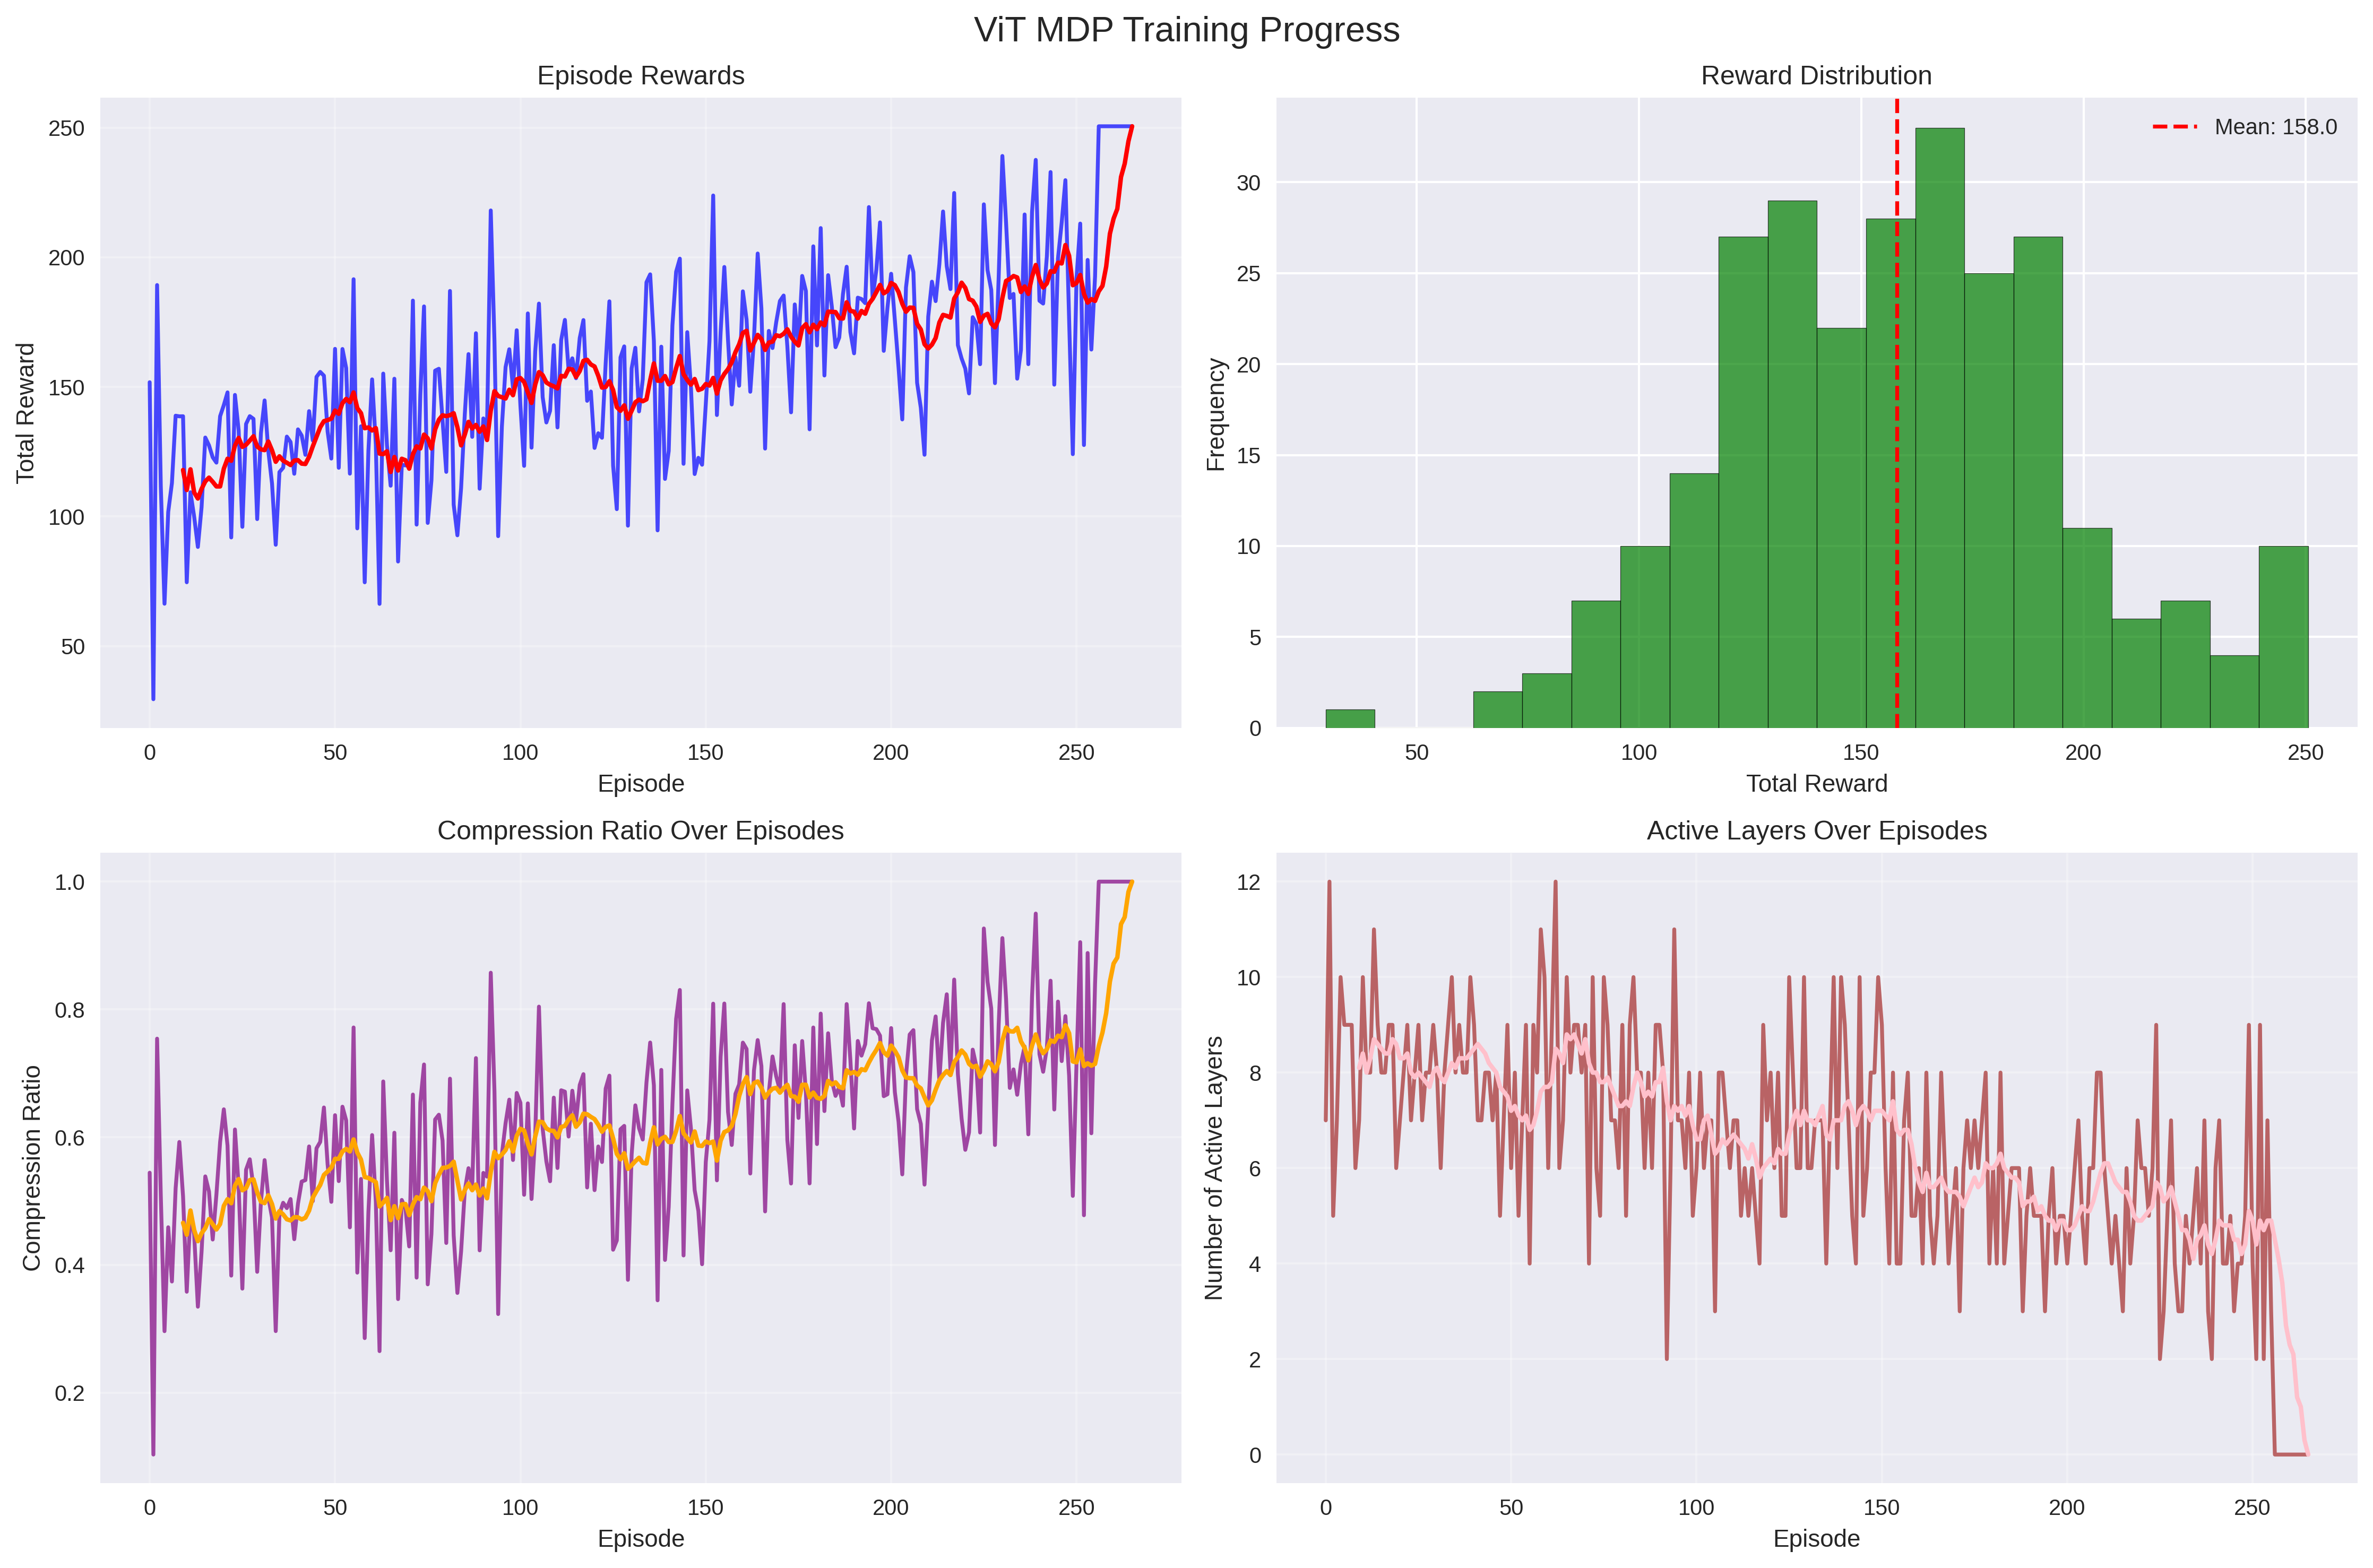 ViT MDP Training Progress
Episode Rewards
Total Reward
250
200
150
100
50
0 50 100 150 200 250
Episode
Reward Distribution
Mean: 158.0
Frequency
30
25
20
15
10
5
0
50 100 150 200 250
Total Reward
Compression Ratio Over Episodes
Compression Ratio
1.0
0.8
0.6
0.4
0.2
0 50 100 150 200 250
Episode
Active Layers Over Episodes
Number of Active Layers
12
10
8
6
4
2
0
0 50 100 150 200 250
Episode